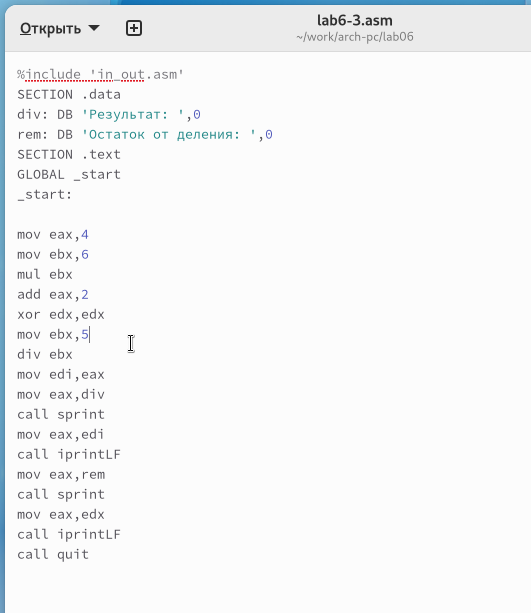 Открыть
lab6-3.asm
~/work/arch-pc/lab06
%include 'in_out.asm'
SECTION .data
div: DB 'Результат: ',0
rem: DB 'Остаток от деления: ',0
SECTION .text
GLOBAL _start
_start:
mov eax,4
mov ebx,6
mul ebx
add eax,2
xor edx,edx
mov ebx,5
div ebx
mov edi,eax
mov eax,div
call sprint
mov eax,edi
call iprintLF
mov eax,rem
call sprint
mov eax,edx
call iprintLF
call quit